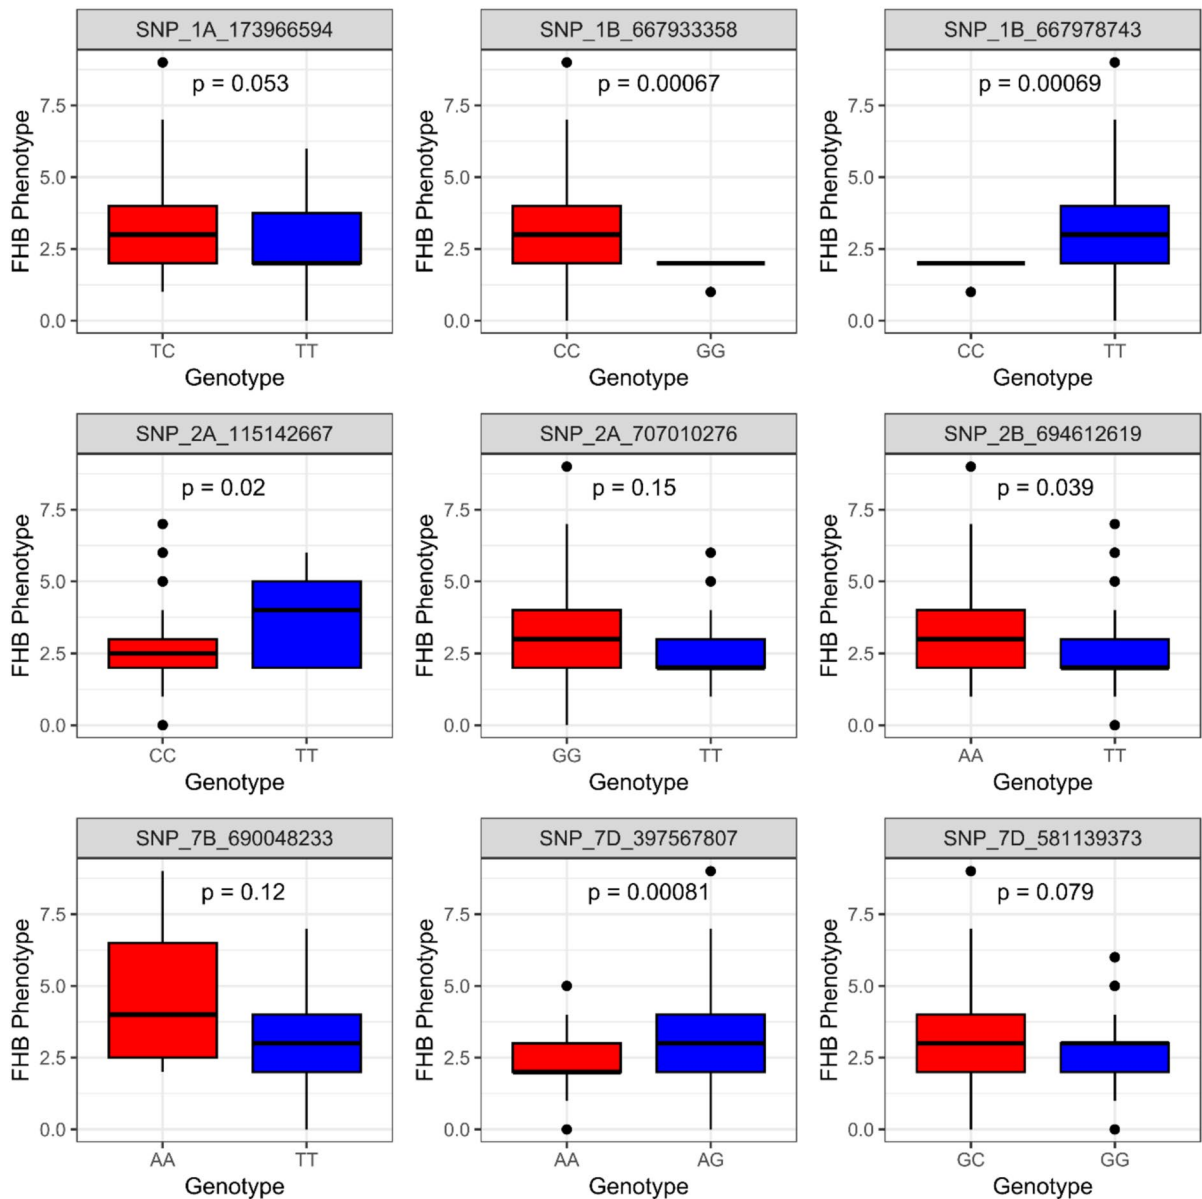 SNP_1A_173966594
p = 0.053
FHB Phenotype
7.5
5.0
2.5
0.0
TC TT
Genotype
SNP_1B_667933358
p = 0.00067
FHB Phenotype
7.5
5.0
2.5
0.0
CC GG
Genotype
SNP_1B_667978743
p = 0.00069
FHB Phenotype
7.5
5.0
2.5
0.0
CC TT
Genotype
SNP_2A_115142667
p = 0.02
FHB Phenotype
7.5
5.0
2.5
0.0
CC TT
Genotype
SNP_2A_707010276
p = 0.15
FHB Phenotype
7.5
5.0
2.5
0.0
GG TT
Genotype
SNP_2B_694612619
p = 0.039
FHB Phenotype
7.5
5.0
2.5
0.0
AA TT
Genotype
SNP_7B_690048233
p = 0.12
FHB Phenotype
7.5
5.0
2.5
0.0
AA TT
Genotype
SNP_7D_397567807
p = 0.00081
FHB Phenotype
7.5
5.0
2.5
0.0
AA AG
Genotype
SNP_7D_581139373
p = 0.079
FHB Phenotype
7.5
5.0
2.5
0.0
GC GG
Genotype